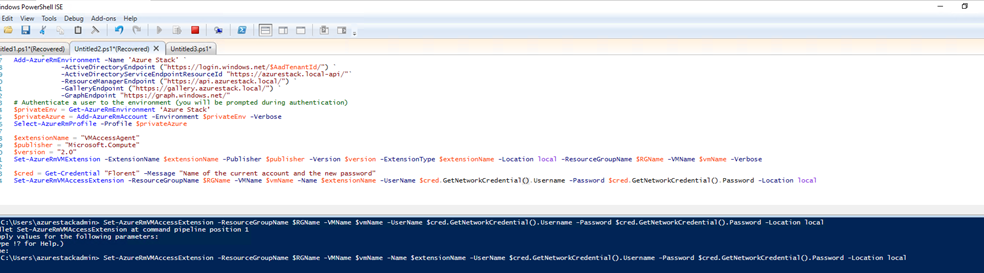 indows PowerShell ISE
Edit View Tools Debug Add-ons Help
itled1.ps1*(Recovered) Untitled2.ps1*(Recovered) X Untitled3.ps1*
Add-AzureRmEnvironment -Name 'Azure Stack' `
-ActiveDirectoryEndpoint ("https://login.windows.net/$AadTenantId/") `
-ActiveDirectoryServiceEndpointResourceId "https://azurestack.local-api/"`
-ResourceManagerEndpoint ("https://api.azurestack.local/") `
-GalleryEndpoint ("https://gallery.azurestack.local/") `
-GraphEndpoint "https://graph.windows.net/"
# Authenticate a user to the environment (you will be prompted during authentication)
$privateEnv = Get-AzureRmEnvironment 'Azure Stack'
$privateAzure = Add-AzureRmAccount -Environment $privateEnv -Verbose
Select-AzureRmProfile -Profile $privateAzure
$extensionName = "VMAccessAgent"
$publisher = "Microsoft.Compute"
$version = "2.0"
Set-AzureRmVMExtension -ExtensionName $extensionName -Publisher $publisher -Version $version -ExtensionType $extensionName -Location local -ResourceGroupName $RGName -VMName $vmName -Verbose
$cred = Get-Credential "Florent" -Message "Name of the current account and the new password"
Set-AzureRmVMAccessExtension -ResourceGroupName $RGName -VMName $vmName -Name $extensionName -UserName $cred.GetNetworkCredential().Username -Password $cred.GetNetworkCredential().Password -Location local
C:\Users\azurestackadmin> Set-AzureRmVMAccessExtension -ResourceGroupName $RGName -VMName $vmName -UserName $cred.GetNetworkCredential().Username -Password $cred.GetNetworkCredential().Password -Location local
dlet Set-AzureRmVMAccessExtension at command pipeline position 1
ply values for the following parameters:
ype !? for Help.)
me:
C:\Users\azurestackadmin> Set-AzureRmVMAccessExtension -ResourceGroupName $RGName -VMName $vmName -Name $extensionName -UserName $cred.GetNetworkCredential().Username -Password $cred.GetNetworkCredential().Password -Location local